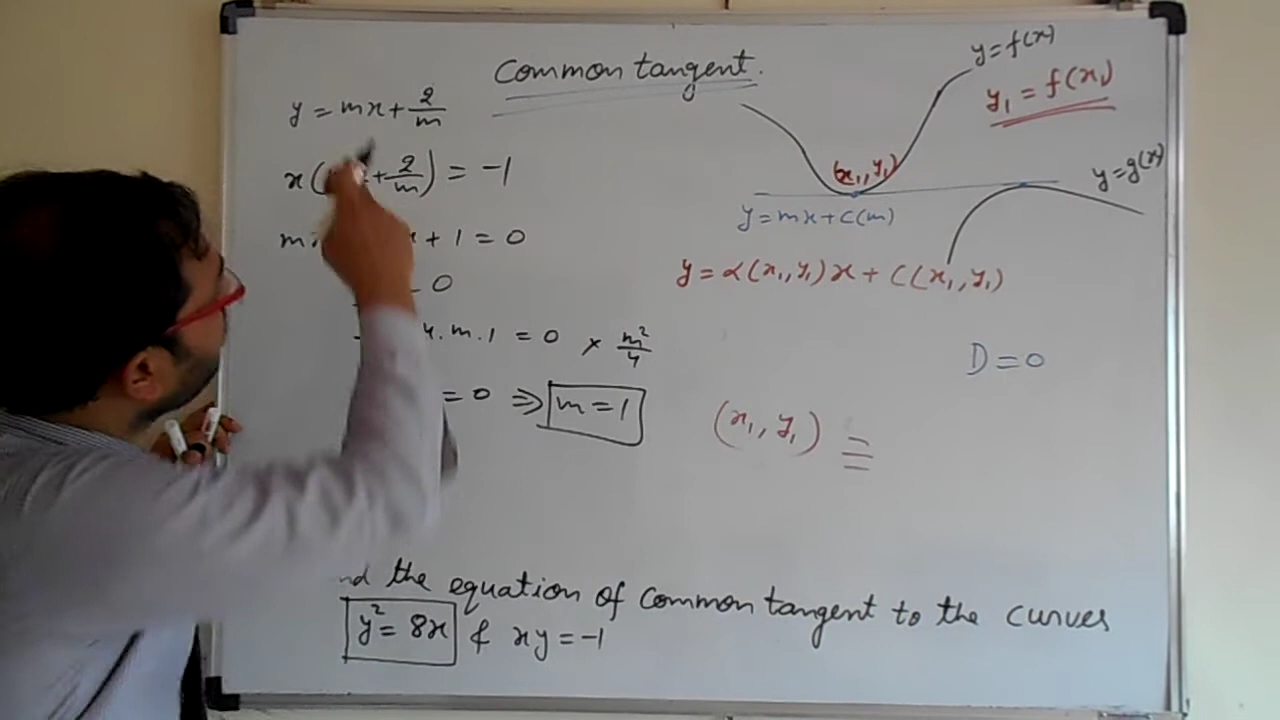 Common tangent.
y = mx + 2/m
x( + 2/m) = -1
m + 1 = 0
0
4.m.1 = 0 × m²/4
= 0 ⇒ m = 1
y = f(x)
y₁ = f(x₁)
(x₁, y₁)
y = g(x)
y = mx + c(m)
y = α(x₁, y₁)x + C(x₁, y₁)
D = 0
(x₁, y₁) ≡
nd the equation of common tangent to the curves
y² = 8x & xy = -1